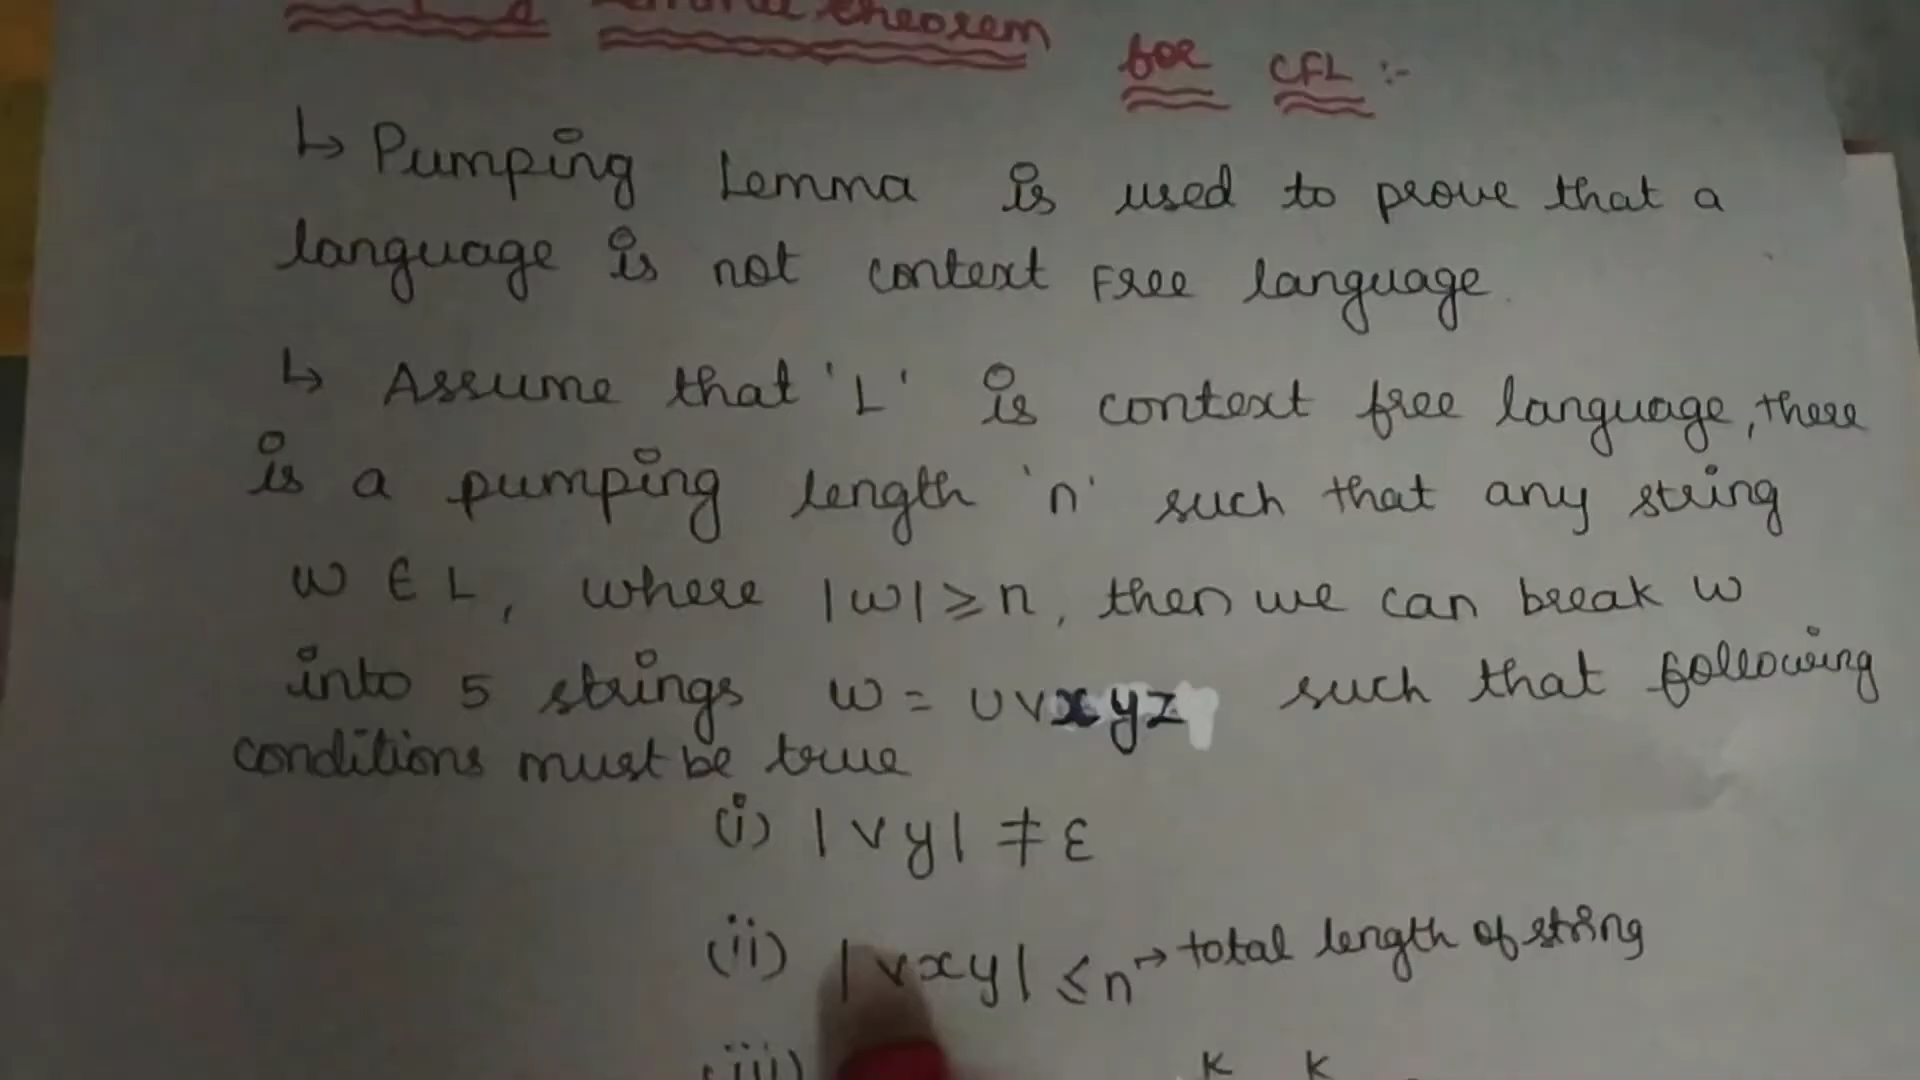 theorem for CFL :-
↳ Pumping Lemma is used to prove that a
language is not context Free language.
↳ Assume that 'L' is context free language, there
is a pumping length 'n' such that any string
w ∈ L, where |w| ≥ n, then we can break w
into 5 strings w = uvxyz such that following
conditions must be true
(i) |vy| ≠ ε
(ii) |vxy| ≤ n → total length of string
(iii) k k